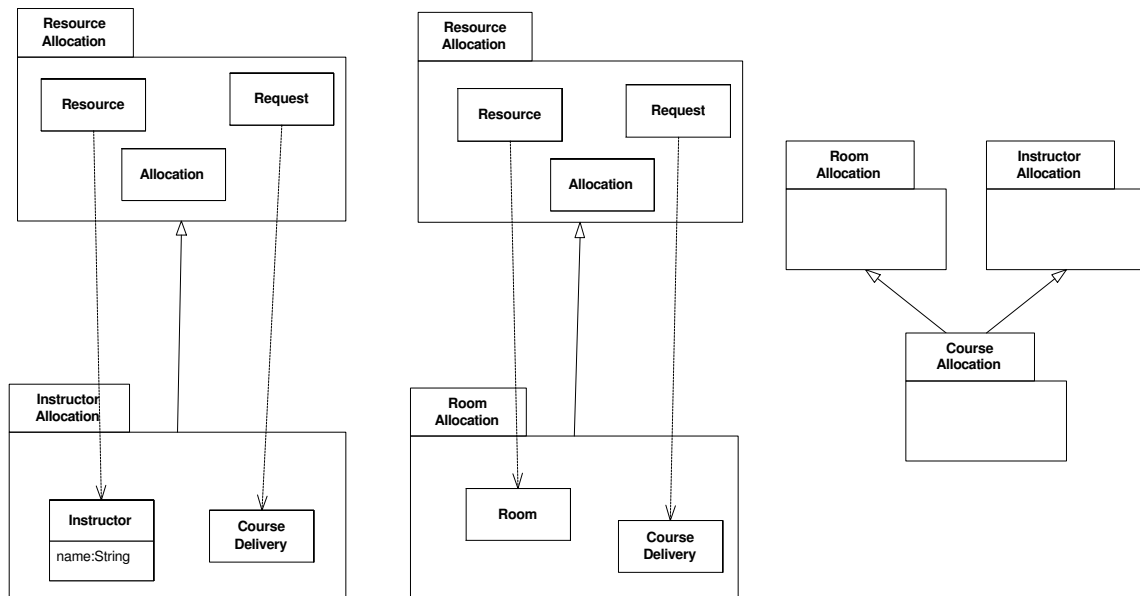 Resource
Allocation
Resource
Request
Allocation
Instructor
Allocation
Instructor
name:String
Course
Delivery
Resource
Allocation
Resource
Request
Allocation
Room
Allocation
Room
Course
Delivery
Room
Allocation
Instructor
Allocation
Course
Allocation